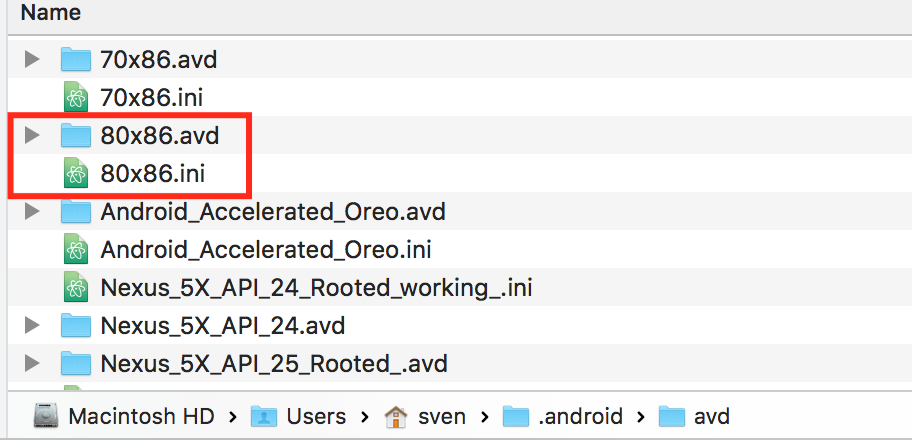 Name
70x86.avd
70x86.ini
80x86.avd
80x86.ini
Android_Accelerated_Oreo.avd
Android_Accelerated_Oreo.ini
Nexus_5X_API_24_Rooted_working_.ini
Nexus_5X_API_24.avd
Nexus_5X_API_25_Rooted_.avd
Macintosh HD › Users › sven › .android › avd